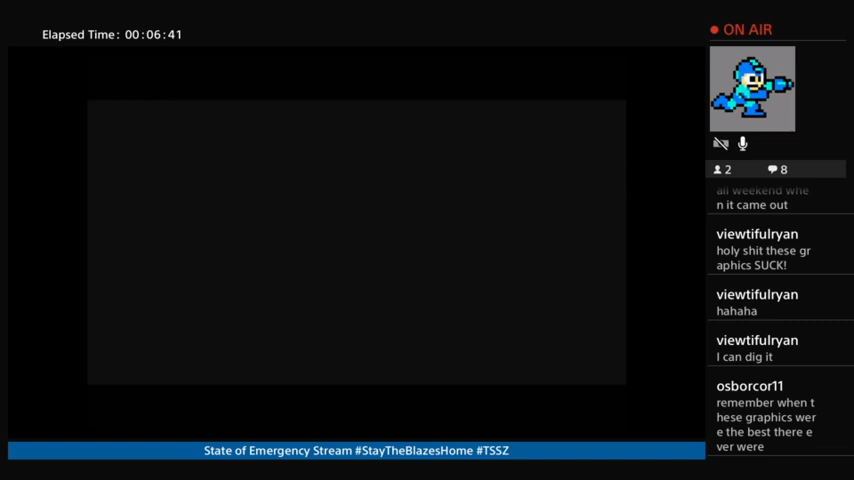 Elapsed Time: 00:06:41
ON AIR
2 8
all weekend whe
n it came out
viewtifulryan
holy shit these gr
aphics SUCK!
viewtifulryan
hahaha
viewtifulryan
I can dig it
osborcor11
remember when t
hese graphics wer
e the best there e
ver were
State of Emergency Stream #StayTheBlazesHome #TSSZ